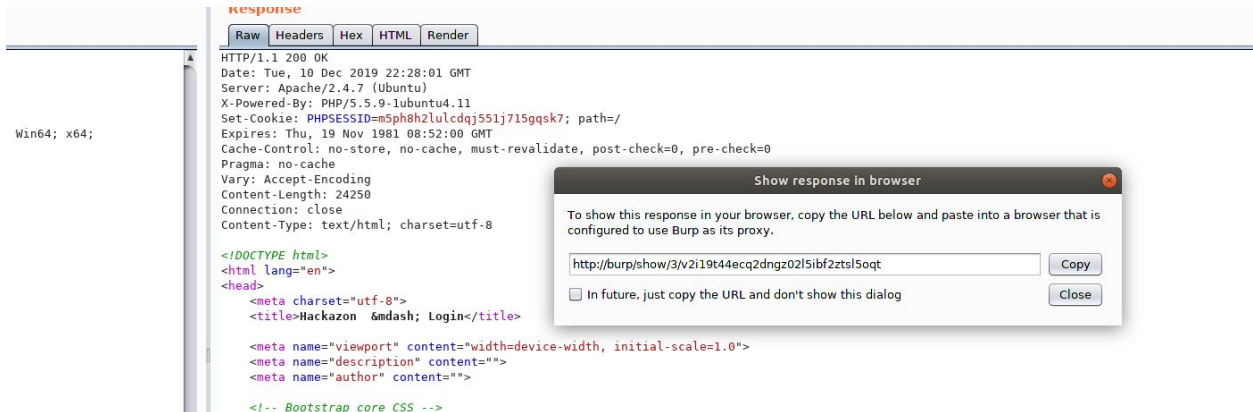 Response
Raw Headers Hex HTML Render
HTTP/1.1 200 OK
Date: Tue, 10 Dec 2019 22:28:01 GMT
Server: Apache/2.4.7 (Ubuntu)
X-Powered-By: PHP/5.5.9-1ubuntu4.11
Set-Cookie: PHPSESSID=m5ph8h2lulcdqj551j715gqsk7; path=/
Win64; x64;
Expires: Thu, 19 Nov 1981 08:52:00 GMT
Cache-Control: no-store, no-cache, must-revalidate, post-check=0, pre-check=0
Pragma: no-cache
Vary: Accept-Encoding
Content-Length: 24250
Connection: close
Content-Type: text/html; charset=utf-8
<!DOCTYPE html>
<html lang="en">
<head>
<meta charset="utf-8">
<title>Hackazon &mdash; Login</title>
<meta name="viewport" content="width=device-width, initial-scale=1.0">
<meta name="description" content="">
<meta name="author" content="">
<!-- Bootstrap core CSS -->
Show response in browser
To show this response in your browser, copy the URL below and paste into a browser that is
configured to use Burp as its proxy.
http://burp/show/3/v2i19t44ecq2dngz02l5ibf2ztsl5oqt
Copy
In future, just copy the URL and don't show this dialog
Close